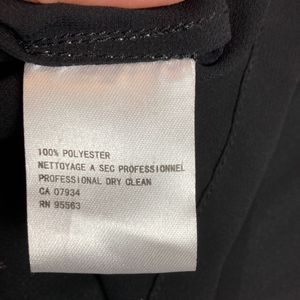 100% POLYESTER
NETTOYAGE A SEC PROFESSIONNEL
PROFESSIONAL DRY CLEAN
CA 07934
RN 95563